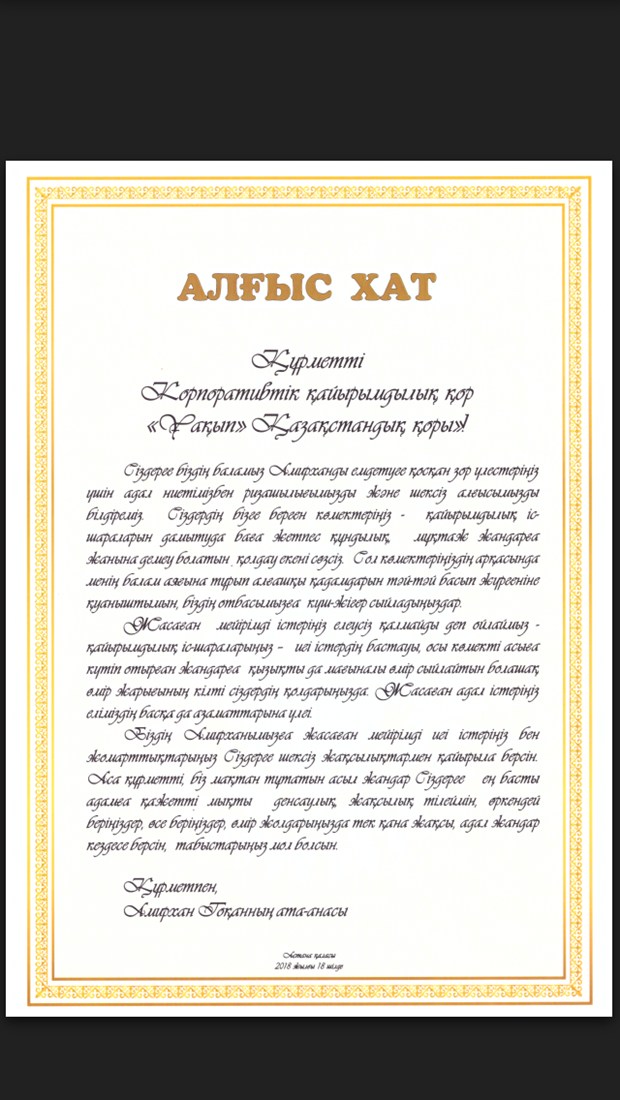 АЛҒЫС ХАТ
Құрметті
Корпоративтік қайырымдылық қор
«Уақып» Қазақстандық қоры»!
Сіздерге біздің баламыз Амирханды емдетуге қосқан зор үлестеріңіз
үшін адал ниетімізбен ризашылығымызды және шексіз алғысымызды
білдіреміз. Сіздердің бізге берген көмектеріңіз - қайырымдылық іс-
шараларын дамытуда баға жетпес құндылық, мұқтаж жандарға
жанына демеу болатын , қолдау екені сөзсіз. Сол көмектеріңіздің арқасында
менің балам аяғына тұрып алғашқы қадамдарын тәй-тәй басып жүргеніне
қуаныштымын, біздің отбасымызға күш-жігер сыйладыңыздар.
Жасаған мейірімді істеріңіз елеусіз қалмайды деп ойлаймыз -
қайырымдылық іс-шараларыңыз – игі істердің бастауы, осы көмекті асыға
күтіп отырған жандарға қызықты да мағыналы өмір сыйлайтын болашақ
өмір жарығының кілті сіздердің қолдарыңызда. Жасаған адал істеріңіз
еліміздің басқа да азаматтарына үлгі.
Біздің Амирханымызға жасаған мейірімді игі істеріңіз бен
жомарттықтарыңыз Сіздерге шексіз жақсылықтармен қайырыла берсін.
Аса құрметті, біз мақтан тұтатын асыл жандар Сіздерге ең басты
адамға қажетті мықты денсаулық, жақсылық тілеймін, өркендей
беріңіздер, өсе беріңіздер, өмір жолдарыңызда тек қана жақсы, адал жандар
кездесе берсін, табыстарыңыз мол болсын.
Құрметпен,
Амирхан Тоқанның ата-анасы
Астана қаласы
2018 жылғы 18 шілде